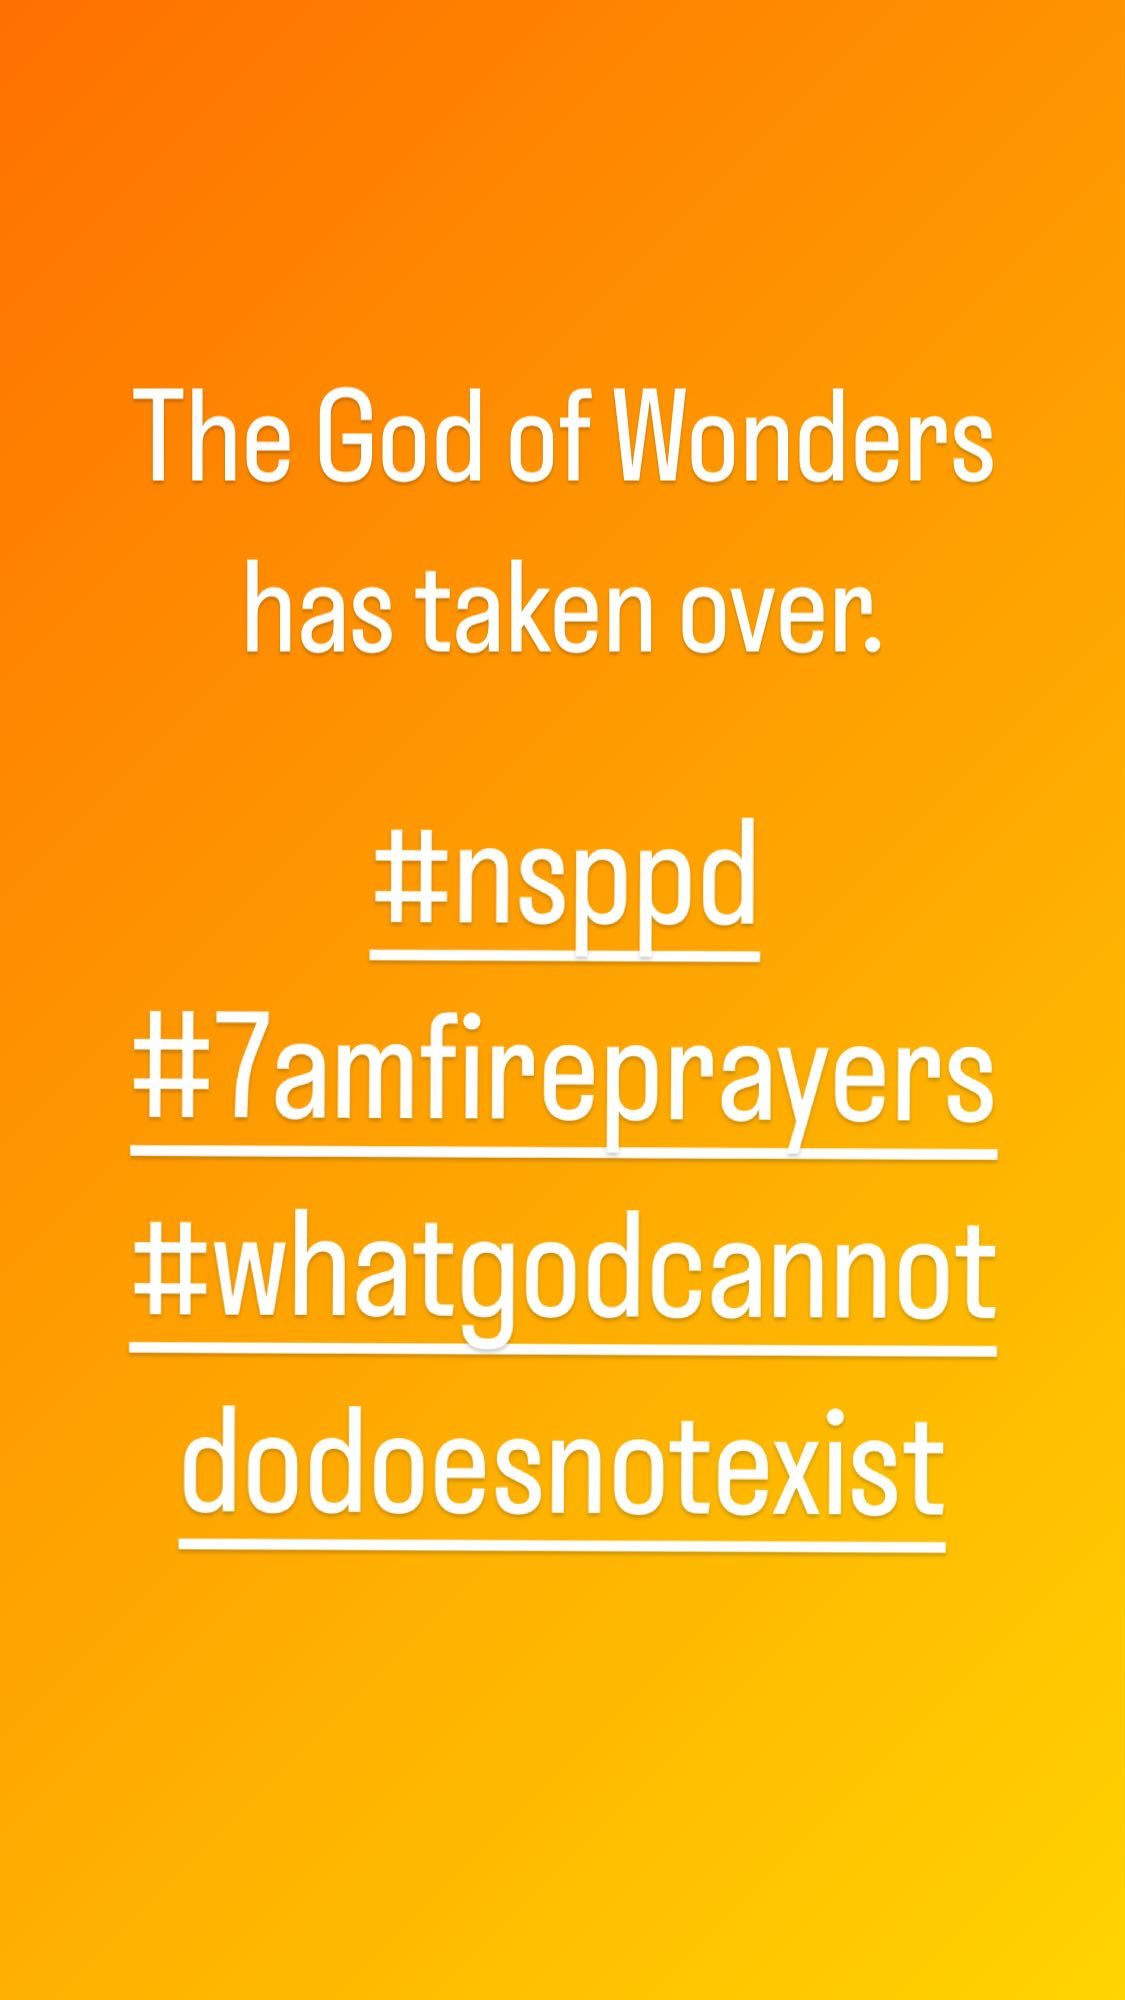 The God of Wonders
has taken over.
#nsppd
#7amfireprayers
#whatgodcannot
dodoesnotexist